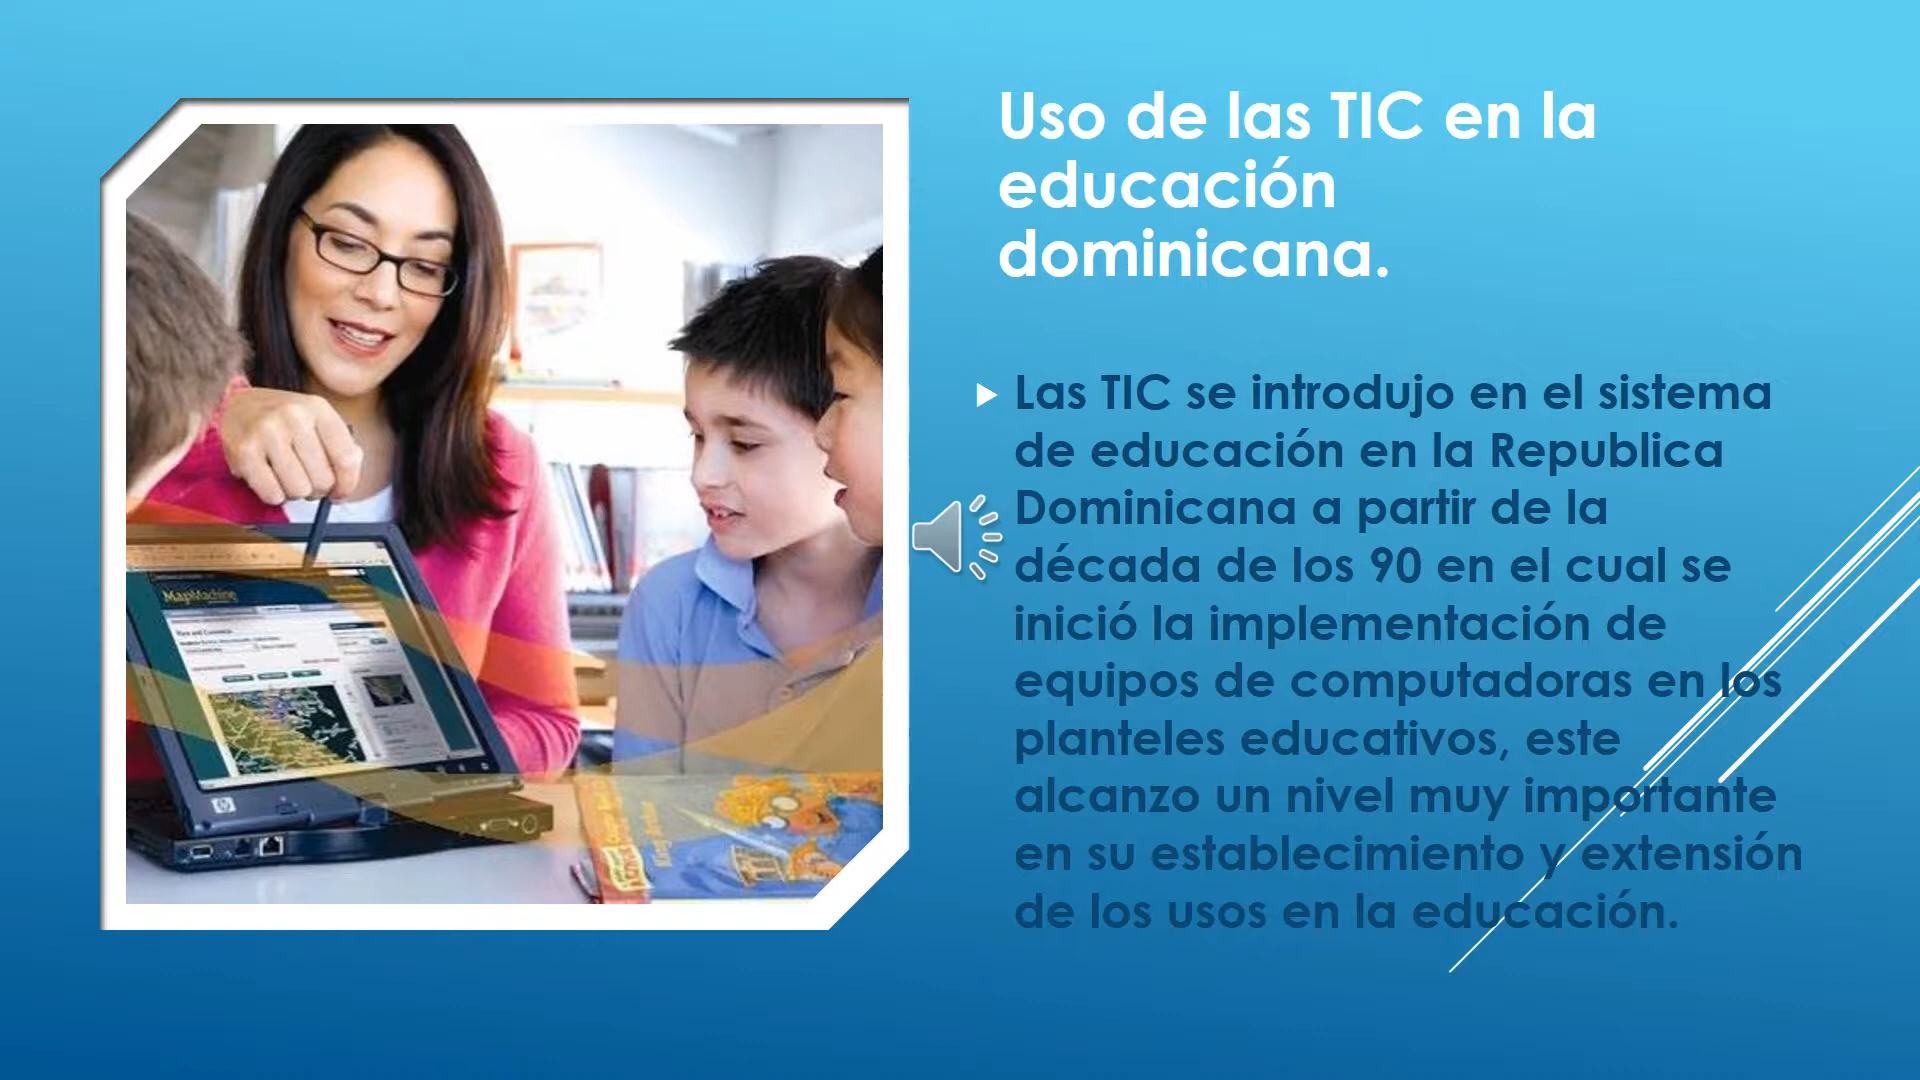 Uso de las TIC en la
educación
dominicana.
Las TIC se introdujo en el sistema
de educación en la Republica
Dominicana a partir de la
década de los 90 en el cual se
inició la implementación de
equipos de computadoras en los
planteles educativos, este
alcanzo un nivel muy importante
en su establecimiento y extensión
de los usos en la educación.
MapMachine
hp